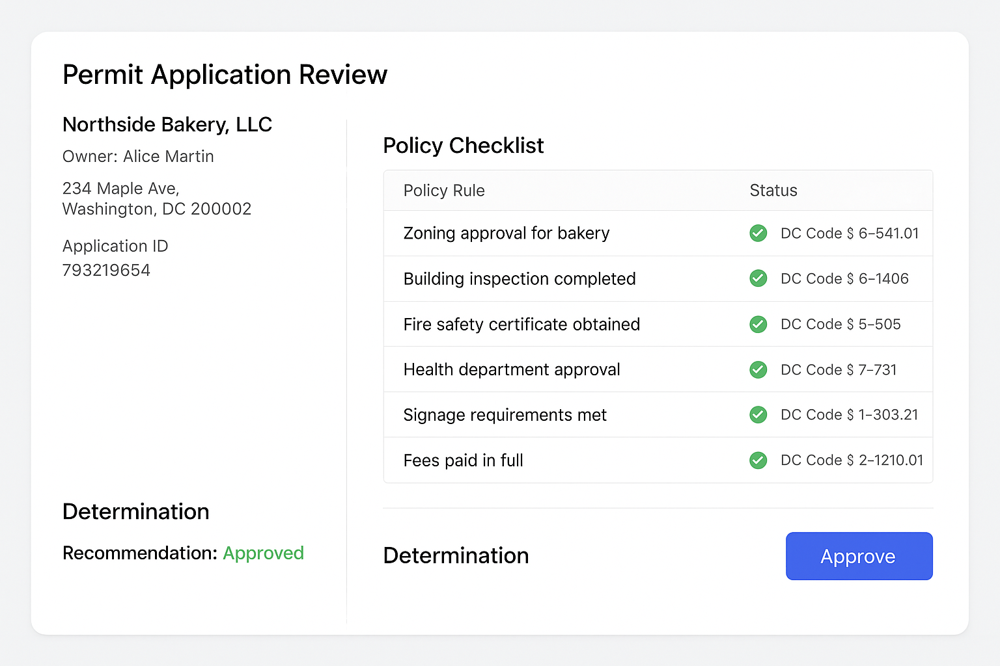 Permit Application Review
Northside Bakery, LLC
Owner: Alice Martin
234 Maple Ave,
Washington, DC 200002
Application ID
793219654
Determination
Recommendation: Approved
Policy Checklist
Policy Rule Status
Zoning approval for bakery DC Code $ 6–541.01
Building inspection completed DC Code $ 6–1406
Fire safety certificate obtained DC Code $ 5–505
Health department approval DC Code $ 7–731
Signage requirements met DC Code $ 1–303.21
Fees paid in full DC Code $ 2–1210.01
Determination
Approve